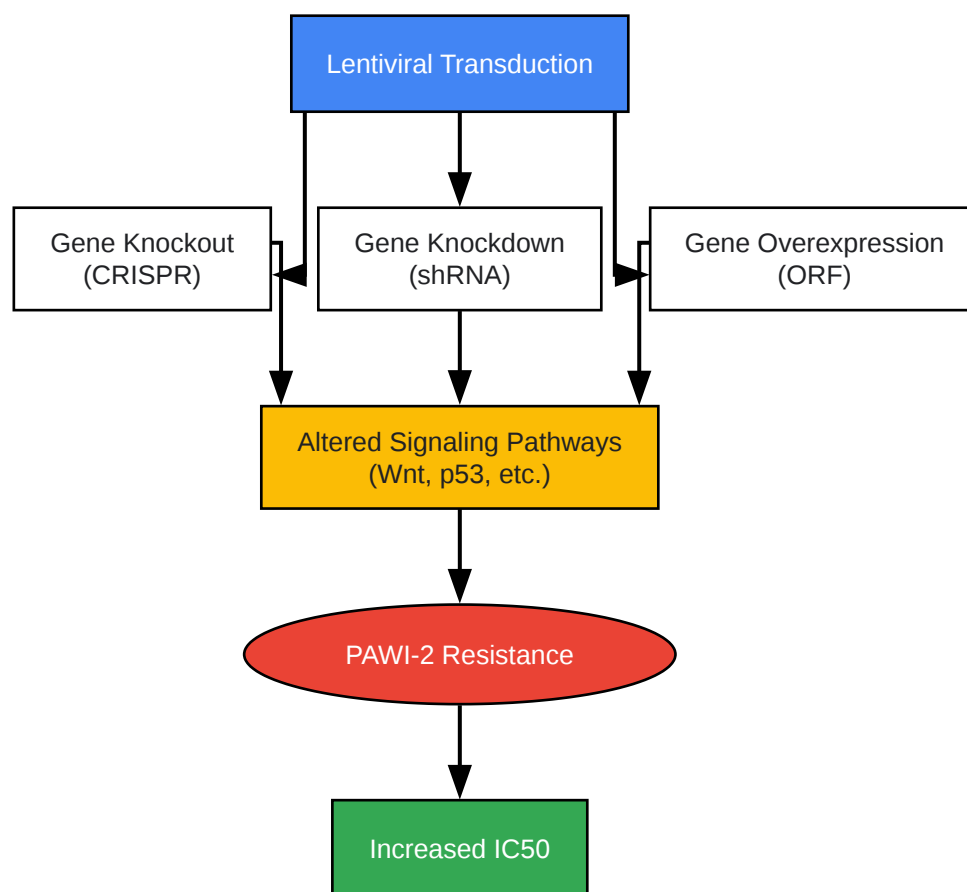 Lentiviral Transduction
Gene Knockout
(CRISPR)
Gene Knockdown
(shRNA)
Gene Overexpression
(ORF)
Altered Signaling Pathways
(Wnt, p53, etc.)
PAWI-2 Resistance
Increased IC50